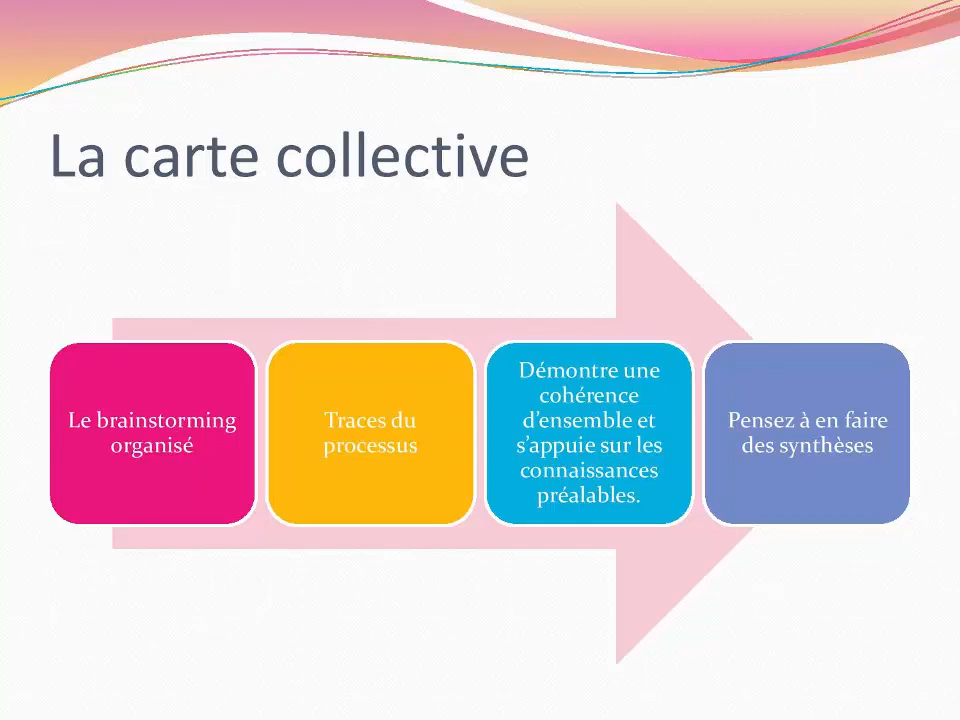 La carte collective
Le brainstorming
organisé
Traces du
processus
Démontre une
cohérence
d’ensemble et
s’appuie sur les
connaissances
préalables.
Pensez à en faire
des synthèses